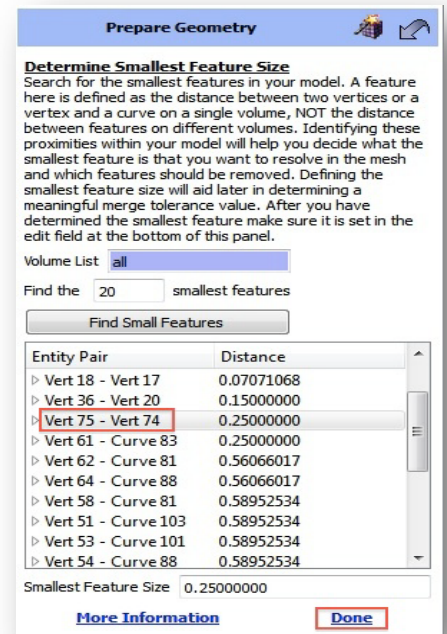 Prepare Geometry
Determine Smallest Feature Size
Search for the smallest features in your model. A feature
here is defined as the distance between two vertices or a
vertex and a curve on a single volume, NOT the distance
between features on different volumes. Identifying these
proximities within your model will help you decide what the
smallest feature is that you want to resolve in the mesh
and which features should be removed. Defining the
smallest feature size will aid later in determining a
meaningful merge tolerance value. After you have
determined the smallest feature make sure it is set in the
edit field at the bottom of this panel.
Volume List all
Find the 20 smallest features
Find Small Features
Entity Pair Distance
Vert 18 - Vert 17 0.07071068
Vert 36 - Vert 20 0.15000000
Vert 75 - Vert 74 0.25000000
Vert 61 - Curve 83 0.25000000
Vert 62 - Curve 81 0.56066017
Vert 64 - Curve 88 0.56066017
Vert 58 - Curve 81 0.58952534
Vert 51 - Curve 103 0.58952534
Vert 53 - Curve 101 0.58952534
Vert 54 - Curve 88 0.58952534
Smallest Feature Size 0.25000000
More Information Done